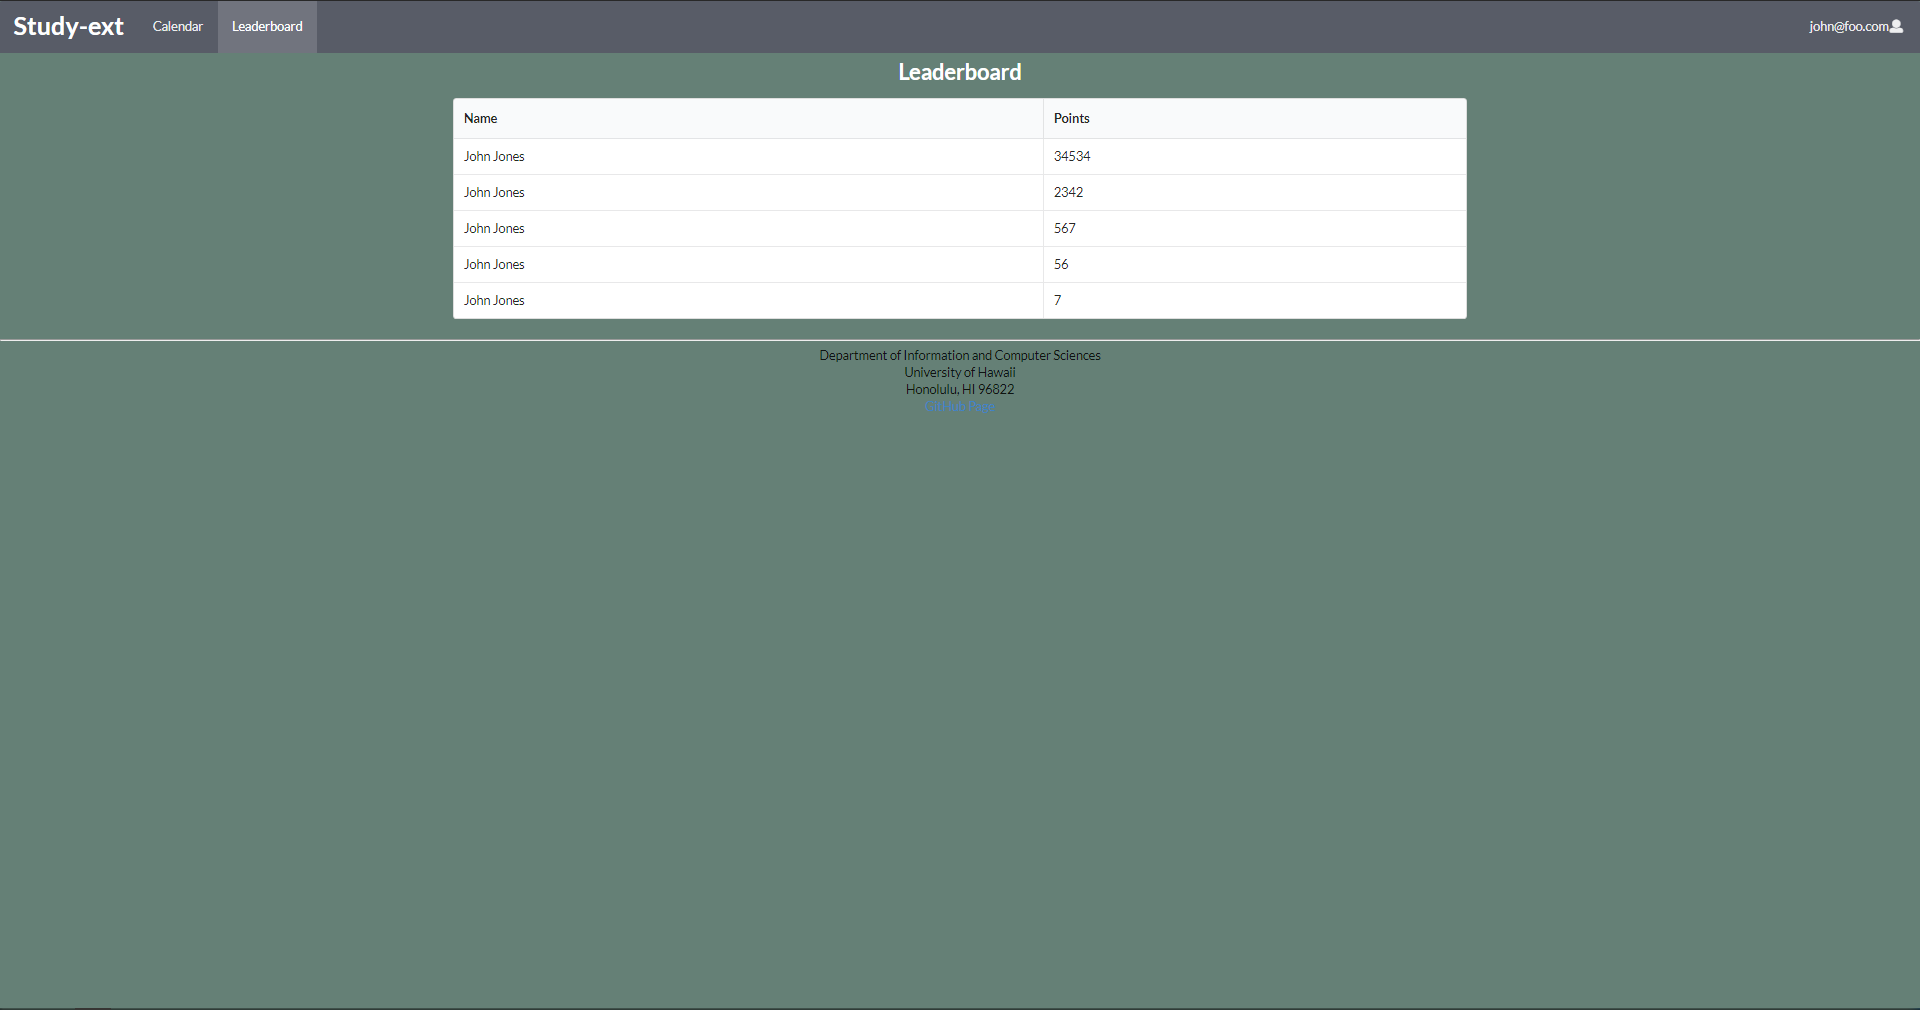 Study-ext Calendar Leaderboard john@foo.com
Leaderboard
Name Points
John Jones 34534
John Jones 2342
John Jones 567
John Jones 56
John Jones 7
Department of Information and Computer Sciences
University of Hawaii
Honolulu, HI 96822
GitHub Page